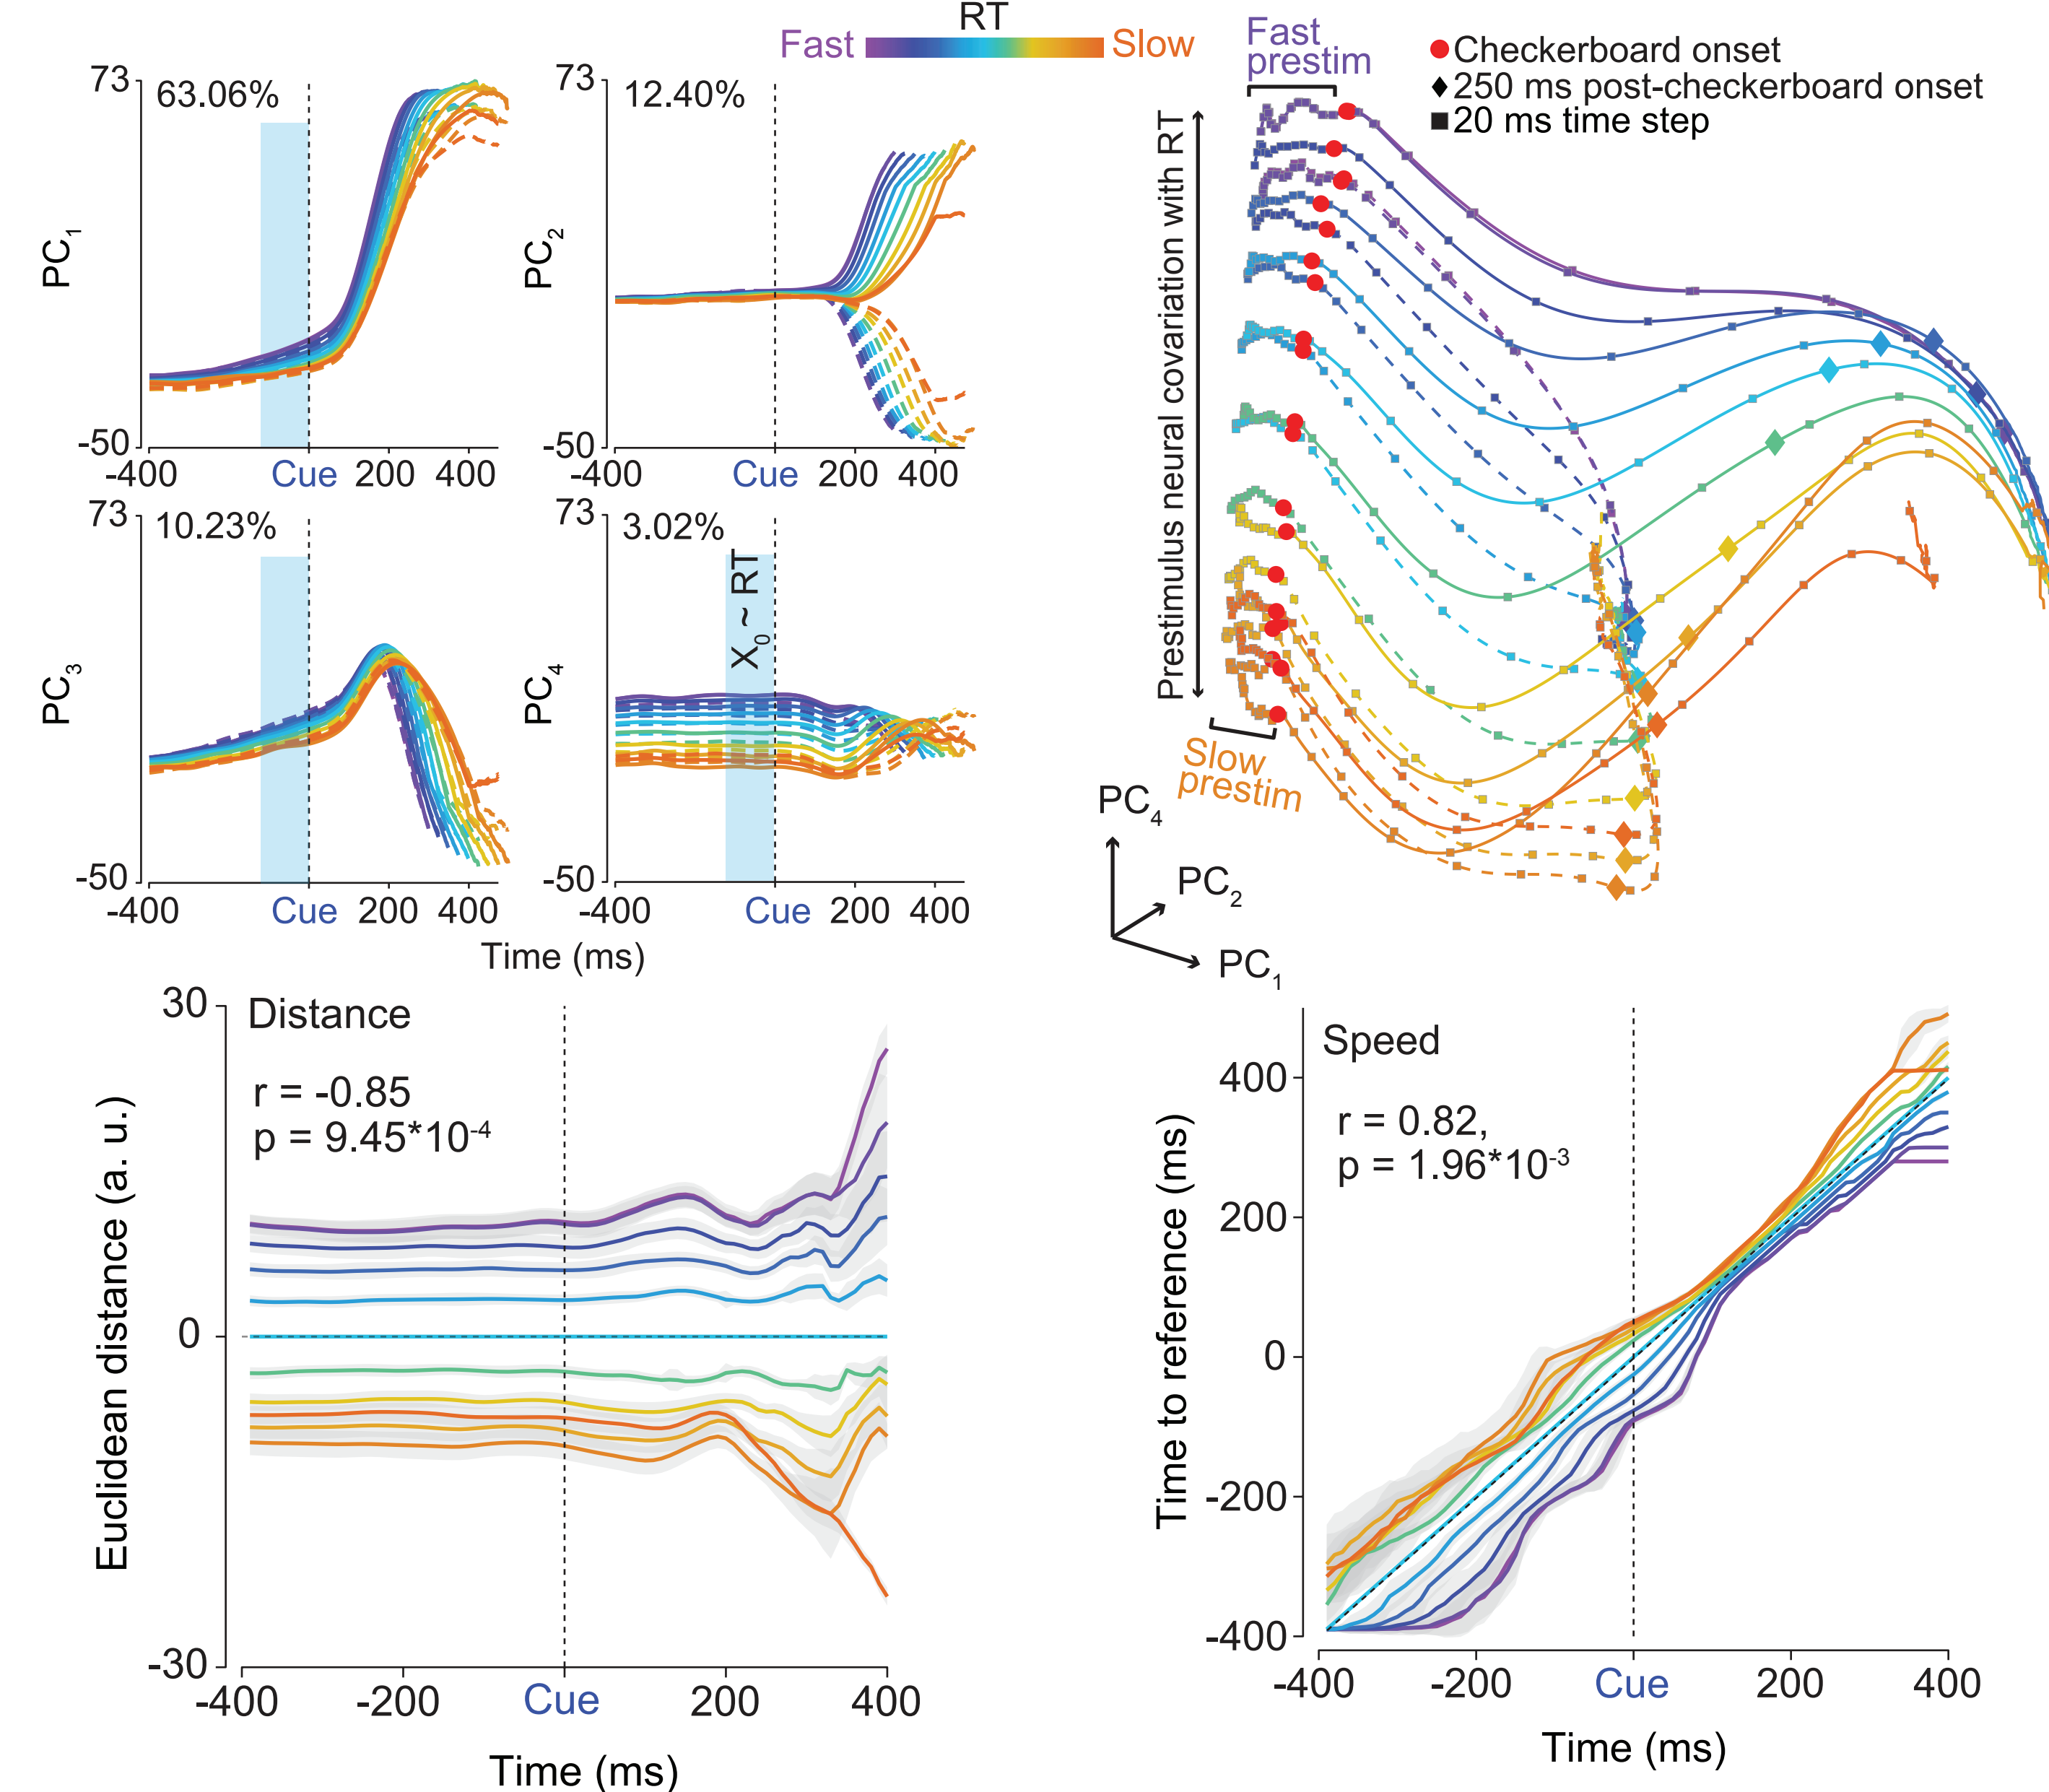 RT
Fast
Slow
73
63.06%
PC1
-50
-400
Cue
200
400
73
12.40%
PC2
-50
-400
Cue
200
400
73
10.23%
PC3
-50
-400
Cue
200
400
73
3.02%
X0 ~ RT
PC4
-50
-400
Cue
200
400
Time (ms)
Fast
prestim
Checkerboard onset
250 ms post-checkerboard onset
20 ms time step
Prestimulus neural covariation with RT
Slow
prestim
PC4
PC2
PC1
30
Distance
r = -0.85
p = 9.45*10-4
Euclidean distance (a. u.)
0
-30
-400
-200
Cue
200
400
Time (ms)
Speed
r = 0.82,
p = 1.96*10-3
Time to reference (ms)
400
200
0
-200
-400
-400
-200
Cue
200
400
Time (ms)